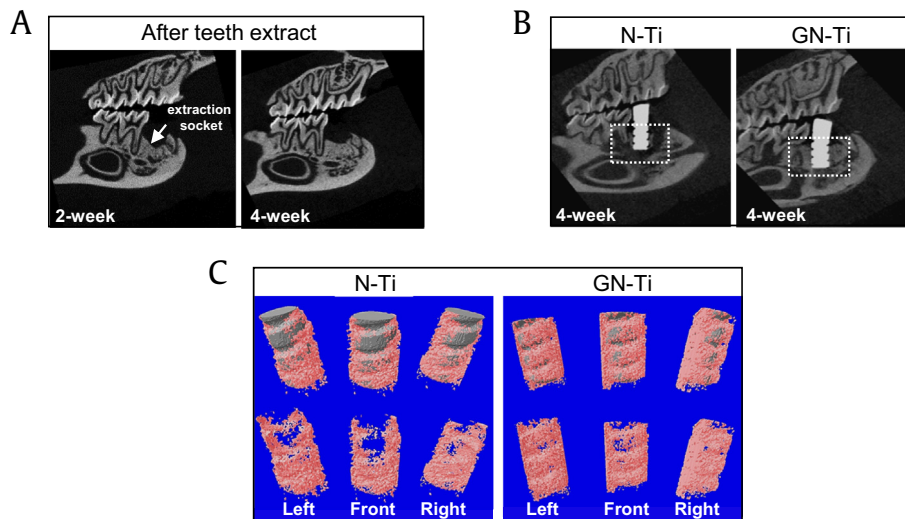 A
After teeth extract
extraction
socket
2-week
4-week
B
N-Ti
GN-Ti
4-week
4-week
C
N-Ti
GN-Ti
Left
Front
Right
Left
Front
Right